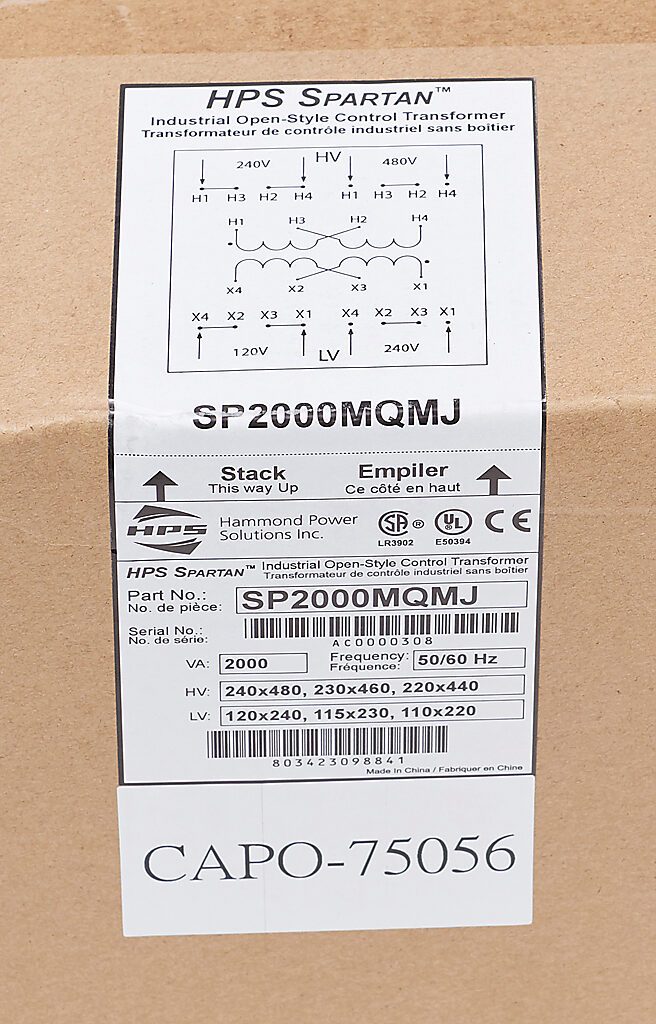 HPS SPARTAN™
Industrial Open-Style Control Transformer
Transformateur de contrôle industriel sans boîtier
240V HV 480V
H1 H3 H2 H4 H1 H3 H2 H4
H1 H3 H2 H4
X4 X2 X3 X1
X4 X2 X3 X1 X4 X2 X3 X1
120V LV 240V
SP2000MQMJ
Stack Empiler
This way Up Ce côté en haut
HPS Hammond Power
Solutions Inc.
SA ® UL CE
LR3902 E50394
HPS SPARTAN™ Industrial Open-Style Control Transformer
Transformateur de contrôle industriel sans boîtier
Part No.: SP2000MQMJ
No. de pièce:
Serial No.:
No. de série:
AC0000308
VA: 2000 Frequency: 50/60 Hz
Fréquence:
HV: 240x480, 230x460, 220x440
LV: 120x240, 115x230, 110x220
803423098841
Made In China / Fabriquer en Chine
CAPO-75056